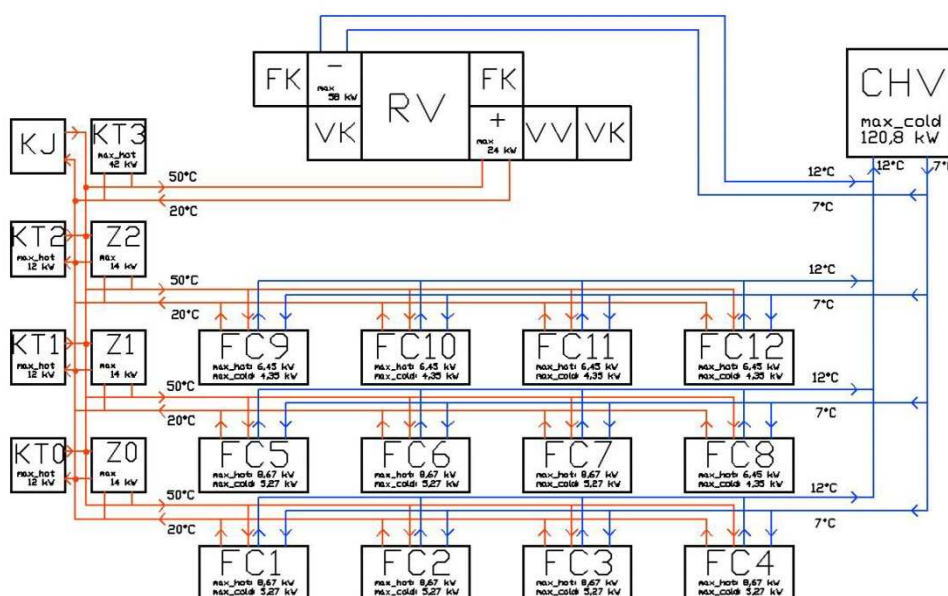 FK
−
max
58 kW
FK
CHV
max_cold
120,8 kW
RV
VK
+
max
24 kW
VV
VK
KJ
KT3
max_hot
42 kW
50°C
20°C
12°C
12°C
7°C
7°C
KT2
max_hot
12 kW
Z2
max
14 kW
50°C
20°C
12°C
7°C
FC9
max_hot: 6,45 kW
max_cold: 4,35 kW
FC10
max_hot: 6,45 kW
max_cold: 4,35 kW
FC11
max_hot: 6,45 kW
max_cold: 4,35 kW
FC12
max_hot: 6,45 kW
max_cold: 4,35 kW
KT1
max_hot
12 kW
Z1
max
14 kW
50°C
20°C
12°C
7°C
FC5
max_hot: 8,67 kW
max_cold: 5,27 kW
FC6
max_hot: 8,67 kW
max_cold: 5,27 kW
FC7
max_hot: 8,67 kW
max_cold: 5,27 kW
FC8
max_hot: 6,45 kW
max_cold: 4,35 kW
KT0
max_hot
12 kW
Z0
max
14 kW
50°C
20°C
12°C
7°C
FC1
max_hot: 8,67 kW
max_cold: 5,27 kW
FC2
max_hot: 8,67 kW
max_cold: 5,27 kW
FC3
max_hot: 8,67 kW
max_cold: 5,27 kW
FC4
max_hot: 8,67 kW
max_cold: 5,27 kW